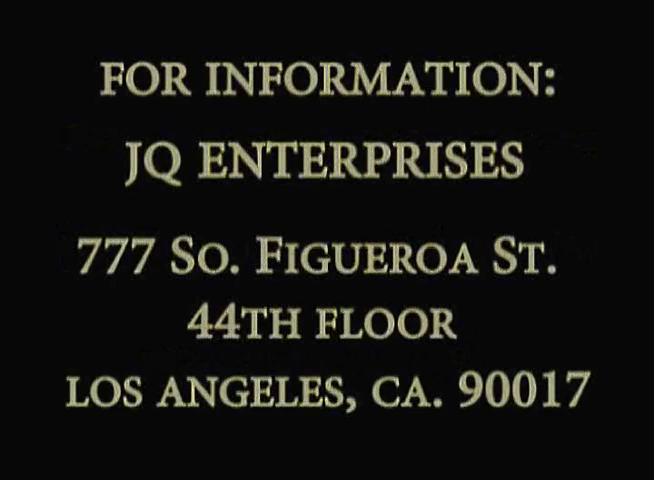 FOR INFORMATION:
JQ ENTERPRISES
777 SO. FIGUEROA ST.
44TH FLOOR
LOS ANGELES, CA. 90017